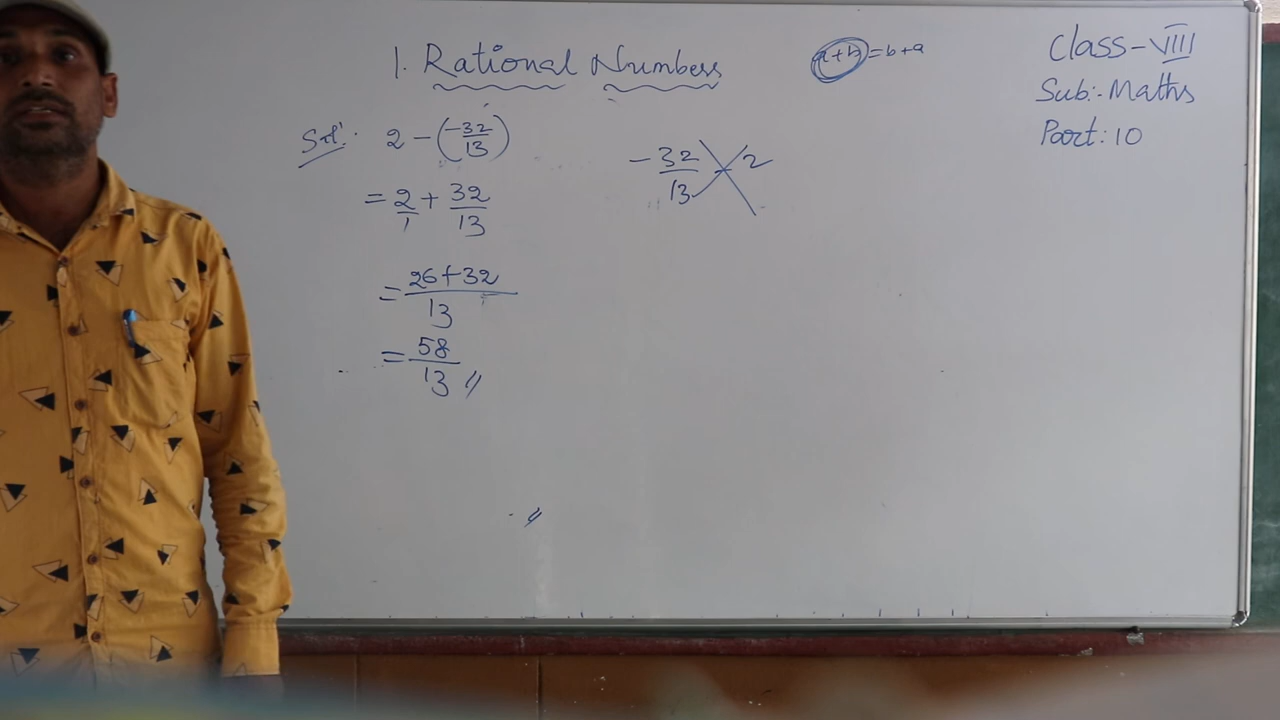 1. Rational Numbers
a+b = b+a
Class-VIII
Sub:- Maths
Part: 10
Sol:. 2 - (-32/13)
= 2/1 + 32/13
= 26+32/13
= 58/13 //
-32/13 - 2